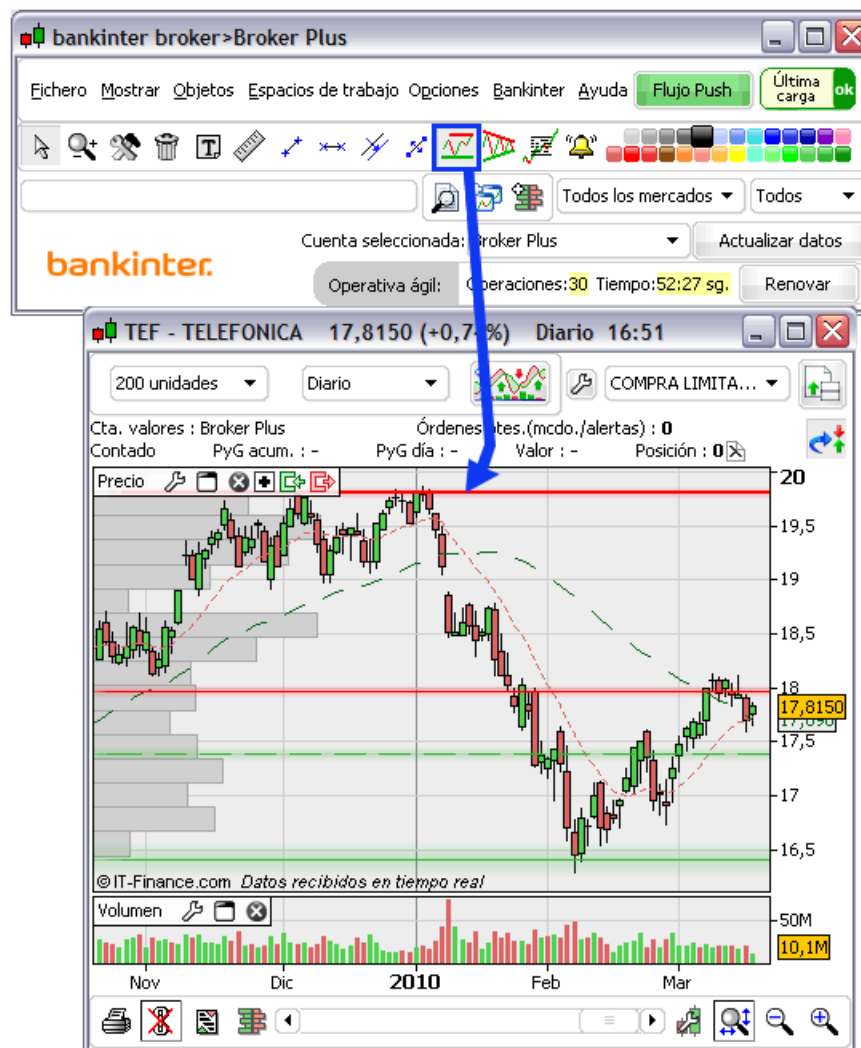 bankinter broker>Broker Plus
Fichero Mostrar Objetos Espacios de trabajo Opciones Bankinter Ayuda Flujo Push Última carga ok
T
Todos los mercados Todos
Cuenta seleccionada: Broker Plus Actualizar datos
bankinter.
Operativa ágil: Operaciones:30 Tiempo:52:27 sg. Renovar
TEF - TELEFONICA 17,8150 Diario 16:51
200 unidades Diario COMPRA LIMITA...
Cta. valores : Broker Plus Órdenes (mcdo./alertas) : 0
Contado PyG acum. : - PyG día : - Valor : - Posición : 0
Precio
20
19,5
19
18,5
18
17,8150
17,5
17
16,5
© IT-Finance.com Datos recibidos en tiempo real
Volumen
50M
10,1M
Nov Dic 2010 Feb Mar